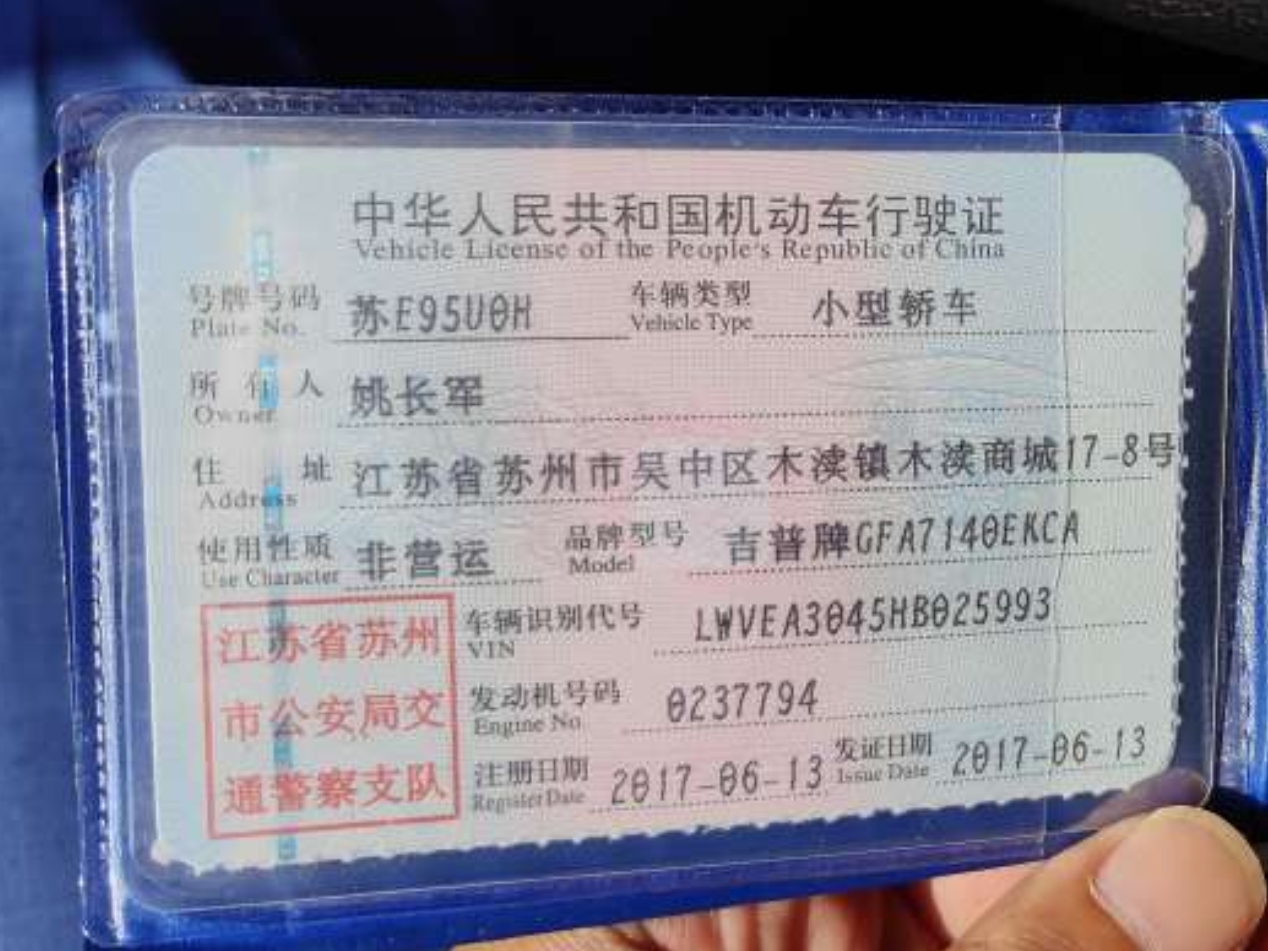 中华人民共和国机动车行驶证
Vehicle License of the People's Republic of China
号牌号码 苏E95U0H 车辆类型 小型轿车
Plate No. Vehicle Type
所有人 姚长军
Owner
住址 江苏省苏州市吴中区木渎镇木渎商城17-8号
Address
使用性质 非营运 品牌型号 吉普牌GFA7140EKCA
Use Character Model
江苏省苏州 车辆识别代号 LWVEA3045HB025993
VIN
市公安局交 发动机号码 0237794
Engine No.
通警察支队 注册日期 2017-06-13 发证日期 2017-06-13
Register Date Issue Date